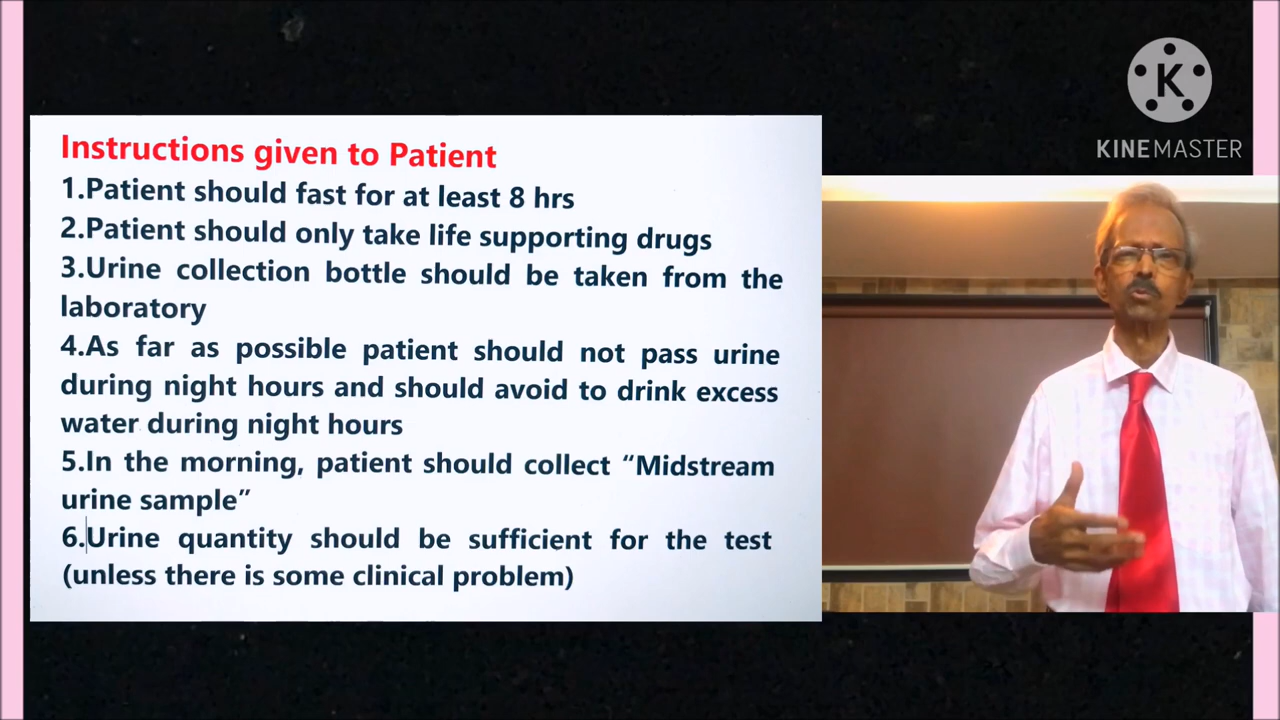 Instructions given to Patient
1.Patient should fast for at least 8 hrs
2.Patient should only take life supporting drugs
3.Urine collection bottle should be taken from the
laboratory
4.As far as possible patient should not pass urine
during night hours and should avoid to drink excess
water during night hours
5.In the morning, patient should collect “Midstream
urine sample”
6.Urine quantity should be sufficient for the test
(unless there is some clinical problem)
K
KINEMASTER